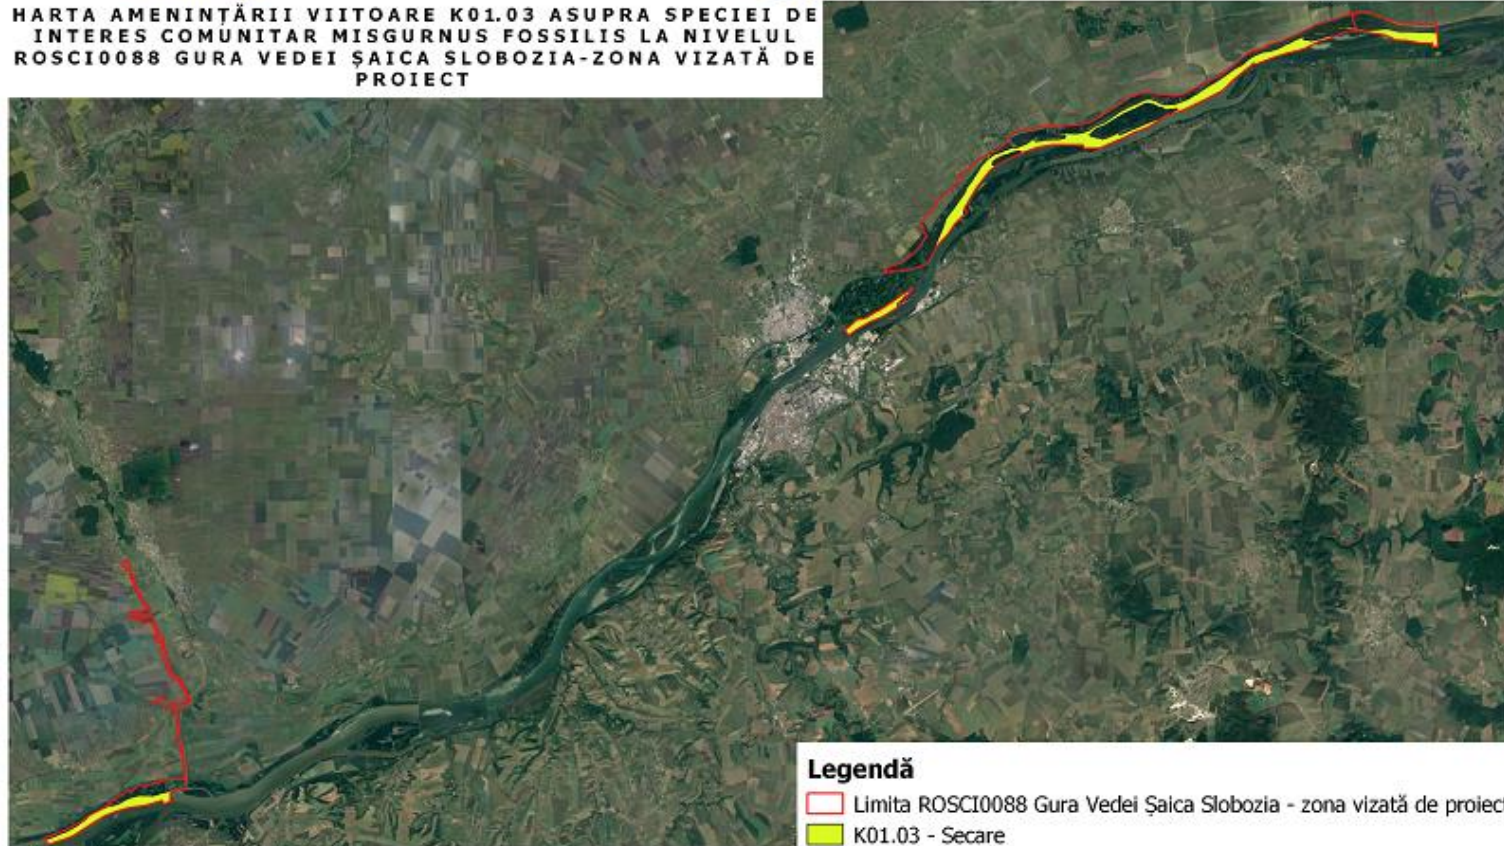 HARTA AMENINȚĂRII VIITOARE K01.03 ASUPRA SPECIEI DE
INTERES COMUNITAR MISGURNUS FOSSILIS LA NIVELUL
ROSCI0088 GURA VEDEI ȘAICA SLOBOZIA-ZONA VIZATĂ DE
PROIECT
Legendă
Limita ROSCI0088 Gura Vedei Șaica Slobozia - zona vizată de proiect
K01.03 - Secare